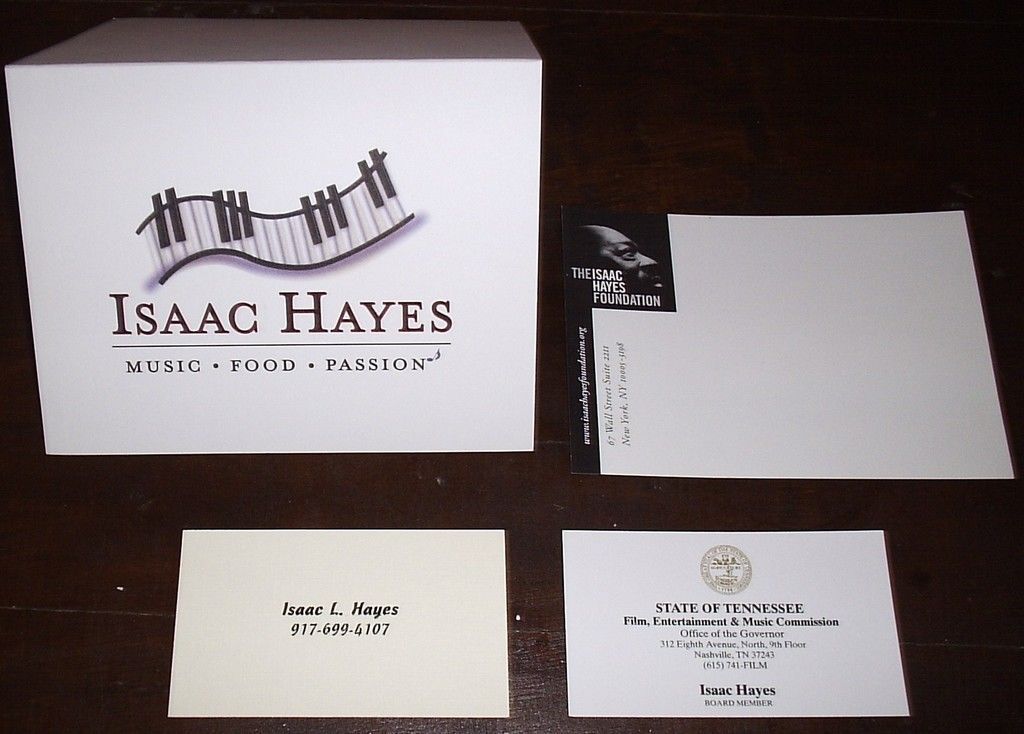 ISAAC HAYES
MUSIC • FOOD • PASSION
THE ISAAC
HAYES
FOUNDATION
www.isaachayesfoundation.org
67 Wall Street Suite 2211
New York, NY 10005-3198
Isaac L. Hayes
917-699-4107
STATE OF TENNESSEE
Film, Entertainment & Music Commission
Office of the Governor
312 Eighth Avenue, North, 9th Floor
Nashville, TN 37243
(615) 741-FILM
Isaac Hayes
BOARD MEMBER